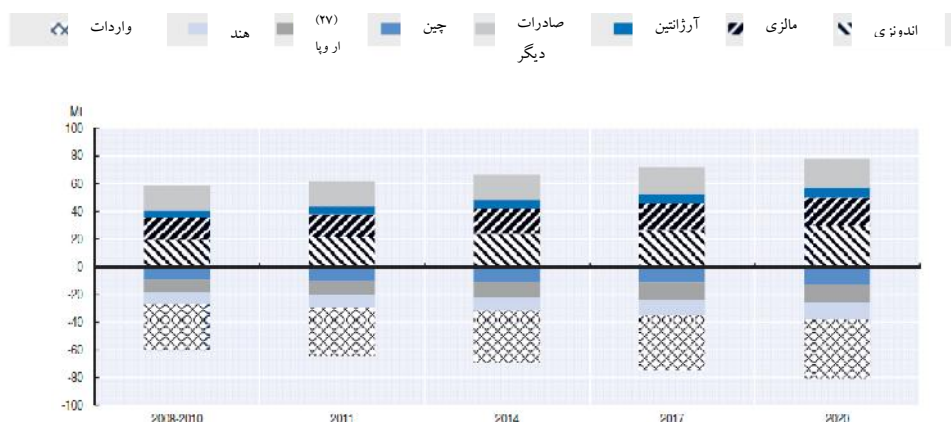 اندونزی
مالزی
آرژانتین
صادرات
دیگر
چین
(۲۷)
اروپا
هند
واردات
Mt
100
80
60
40
20
0
-20
-40
-60
-80
-100
2008-2010
2011
2014
2017
2020